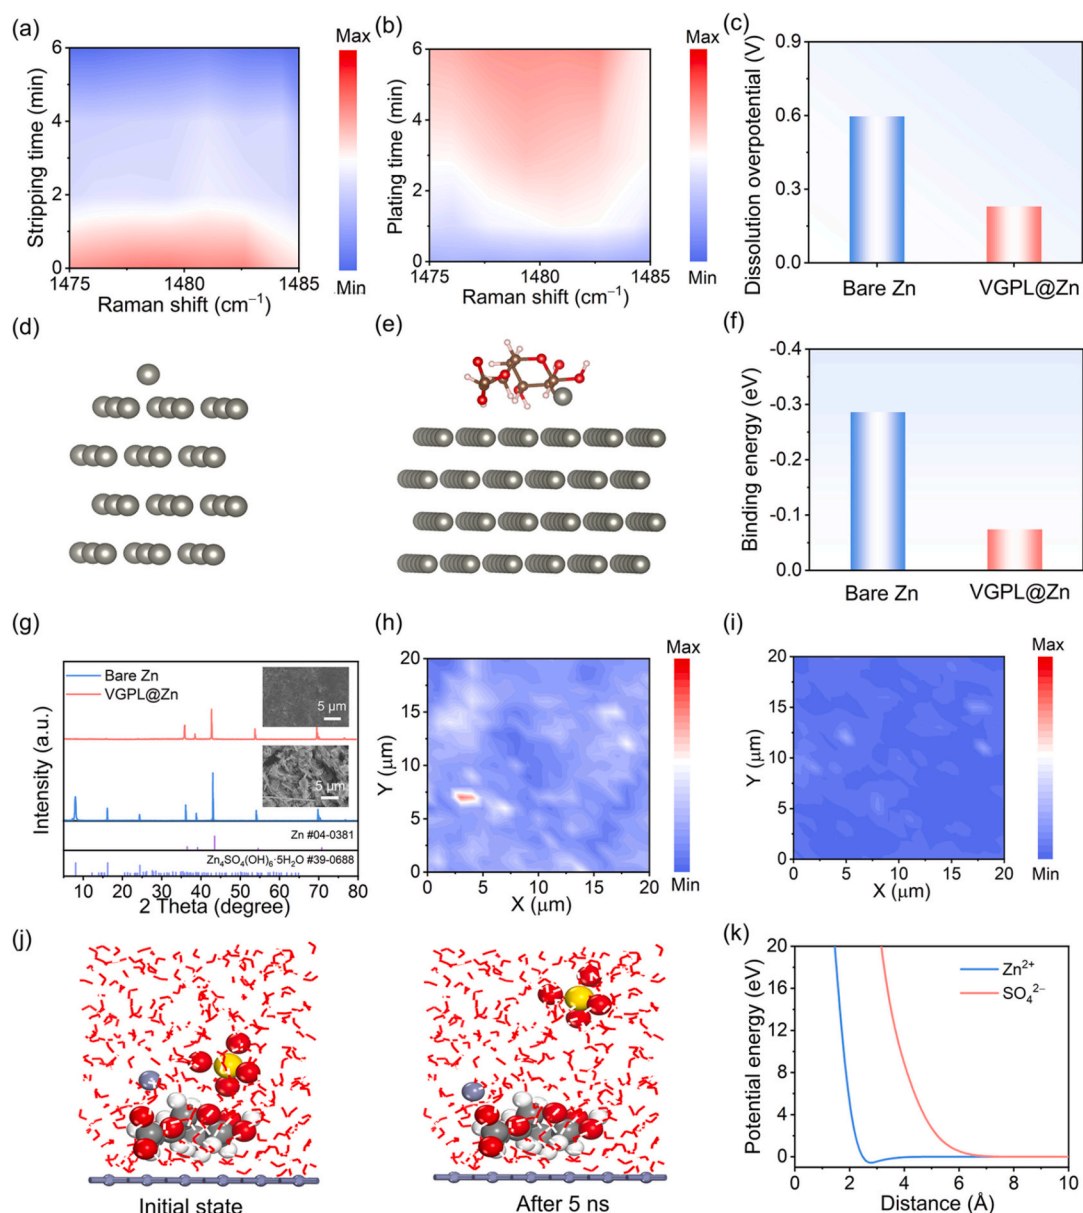 (a)
Max
6
4
2
0
Stripping time (min)
1475
1480
1485
Raman shift (cm⁻¹)
Min
(b)
Max
6
4
2
0
Plating time (min)
1475
1480
1485
Raman shift (cm⁻¹)
Min
(c)
0.9
0.6
0.3
0.0
Dissolution overpotential (V)
Bare Zn
VGPL@Zn
(d)
(e)
(f)
-0.4
-0.3
-0.2
-0.1
0.0
Binding energy (eV)
Bare Zn
VGPL@Zn
(g)
Bare Zn
VGPL@Zn
5 μm
5 μm
Zn #04-0381
Zn₄SO₄(OH)₆·5H₂O #39-0688
Intensity (a.u.)
10 20 30 40 50 60 70 80
2 Theta (degree)
(h)
Max
20
15
10
5
0
Y (μm)
0 5 10 15 20
X (μm)
Min
(i)
Max
20
15
10
5
0
Y (μm)
0 5 10 15 20
X (μm)
Min
(j)
Initial state
After 5 ns
(k)
20
16
12
8
4
0
Potential energy (eV)
Zn²⁺
SO₄²⁻
0 2 4 6 8 10
Distance (Å)